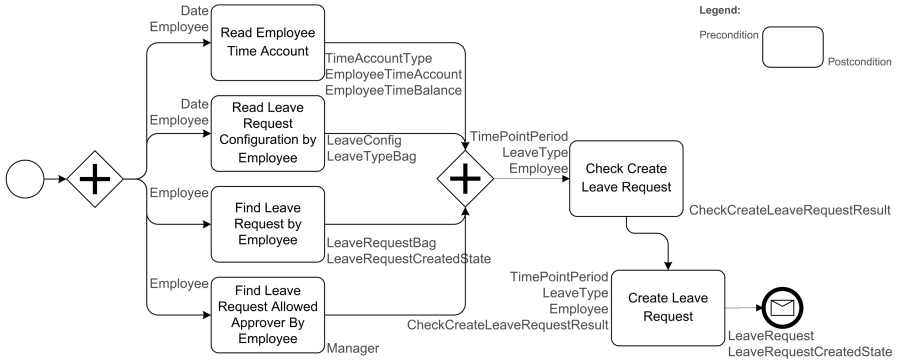 Legend:
Precondition
Postcondition
Date
Employee
Read Employee
Time Account
TimeAccountType
EmployeeTimeAccount
EmployeeTimeBalance
Date
Employee
Read Leave
Request
Configuration by
Employee
LeaveConfig
LeaveTypeBag
Employee
Find Leave
Request by
Employee
LeaveRequestBag
LeaveRequestCreatedState
Employee
Find Leave
Request Allowed
Approver By
Employee
Manager
TimePointPeriod
LeaveType
Employee
Check Create
Leave Request
CheckCreateLeaveRequestResult
TimePointPeriod
LeaveType
Employee
CheckCreateLeaveRequestResult
Create Leave
Request
LeaveRequest
LeaveRequestCreatedState